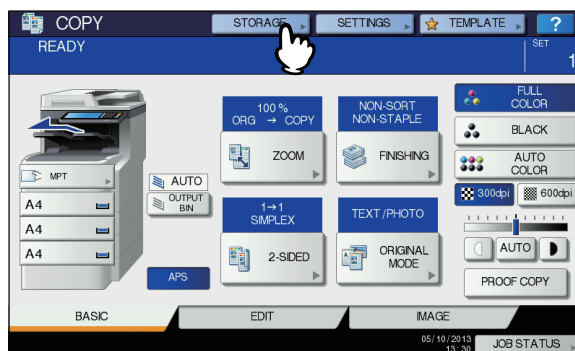 COPY STORAGE SETTINGS TEMPLATE ?
READY SET
1
100 % ORG → COPY
ZOOM
NON-SORT NON-STAPLE
FINISHING
1→1 SIMPLEX
2-SIDED
TEXT/PHOTO
ORIGINAL MODE
MPT
A4
A4
A4
AUTO
OUTPUT BIN
APS
FULL COLOR
BLACK
AUTO COLOR
300dpi 600dpi
AUTO
PROOF COPY
BASIC EDIT IMAGE
05/10/2013
13:30
JOB STATUS